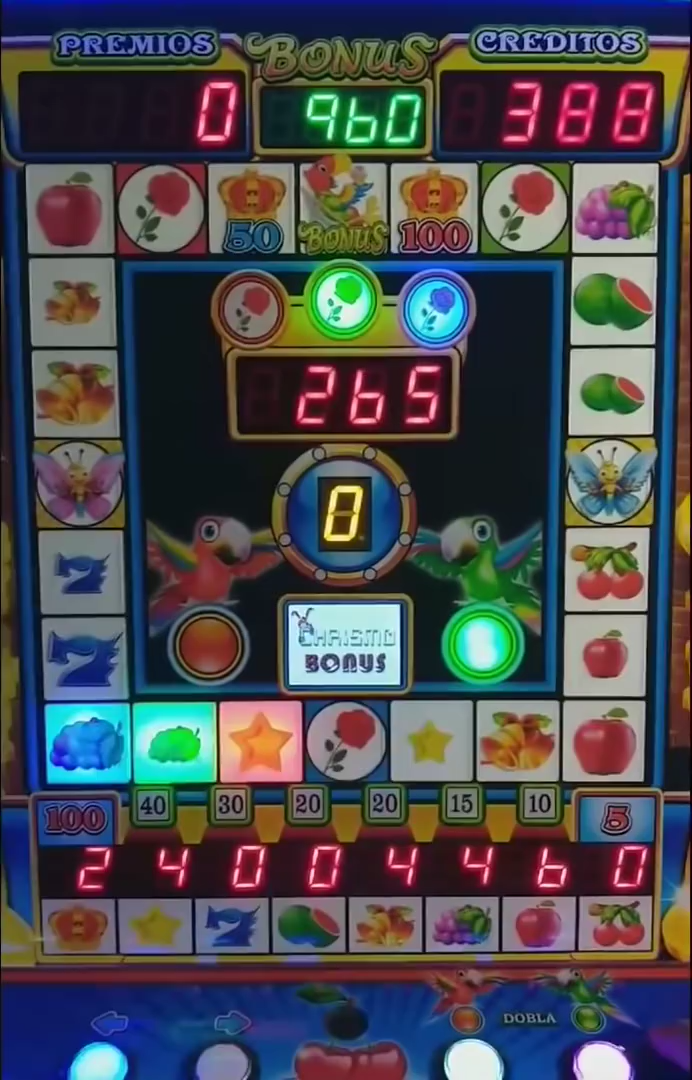 PREMIOS BONUS CREDITOS
0 960 388
50 BONUS 100
265
0
CHRISMO
BONUS
100 40 30 20 20 15 10 5
2 4 0 0 4 4 6 0
DOBLA